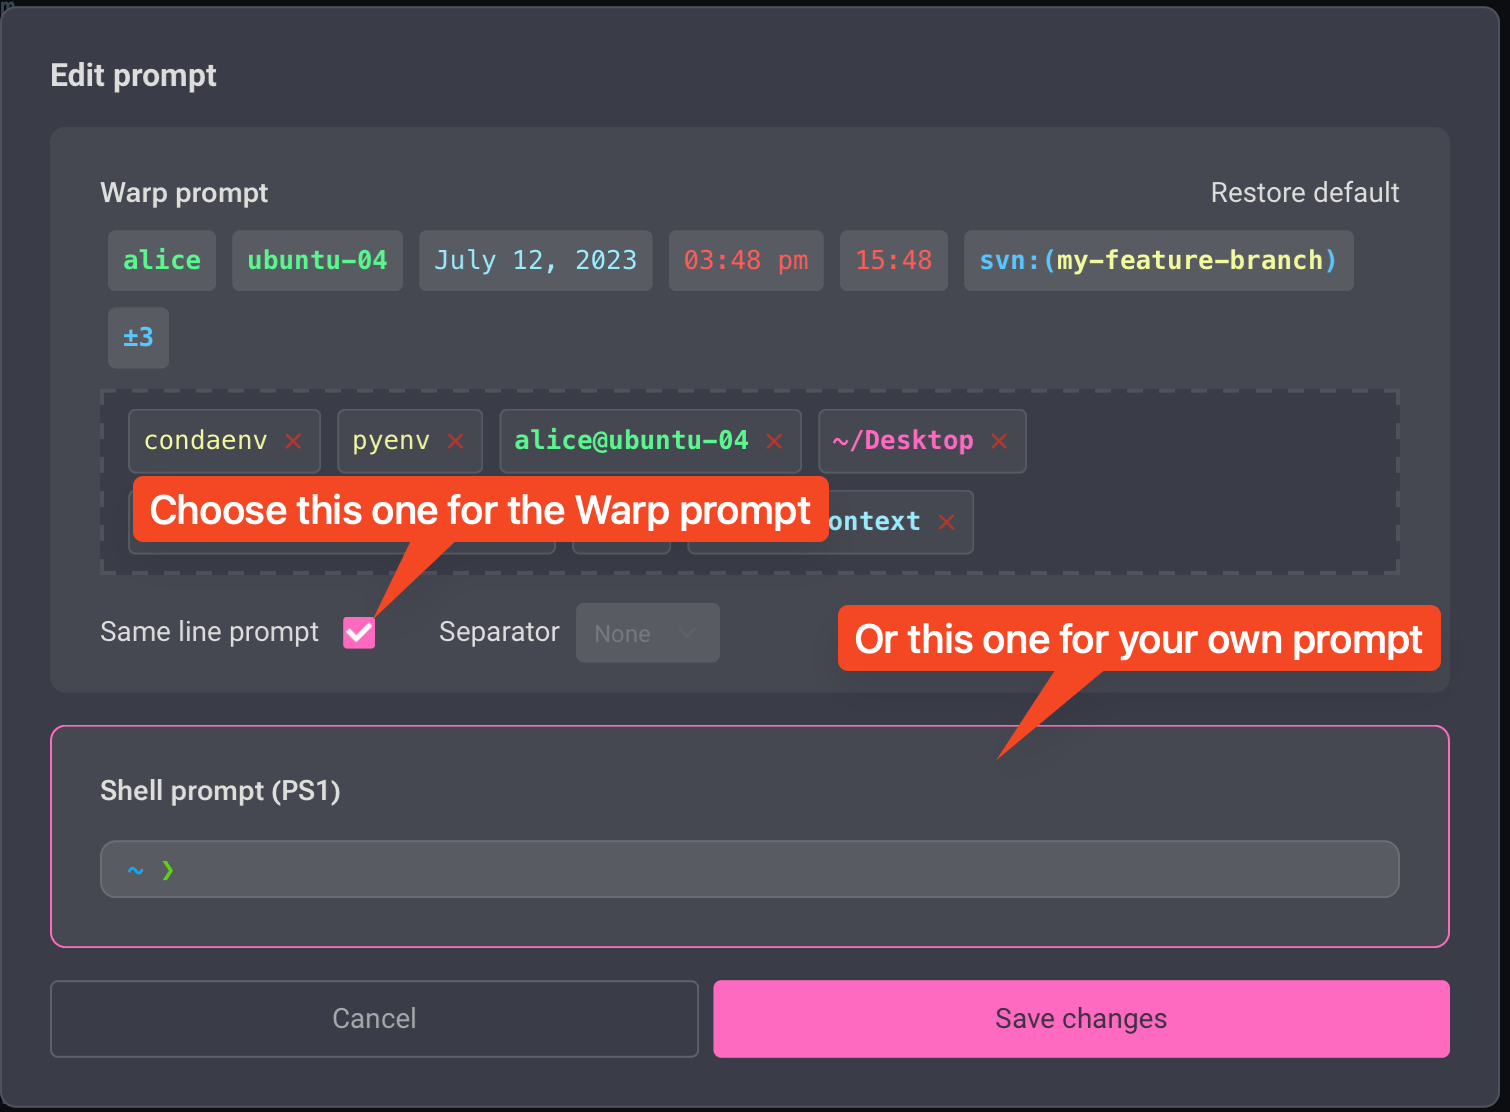 Edit prompt
Warp prompt Restore default
alice ubuntu-04 July 12, 2023 03:48 pm 15:48 svn:(my-feature-branch)
±3
condaenv × pyenv × alice@ubuntu-04 × ~/Desktop ×
Choose this one for the Warp prompt ontext ×
Same line prompt Separator None
Or this one for your own prompt
Shell prompt (PS1)
~ ❯
Cancel Save changes